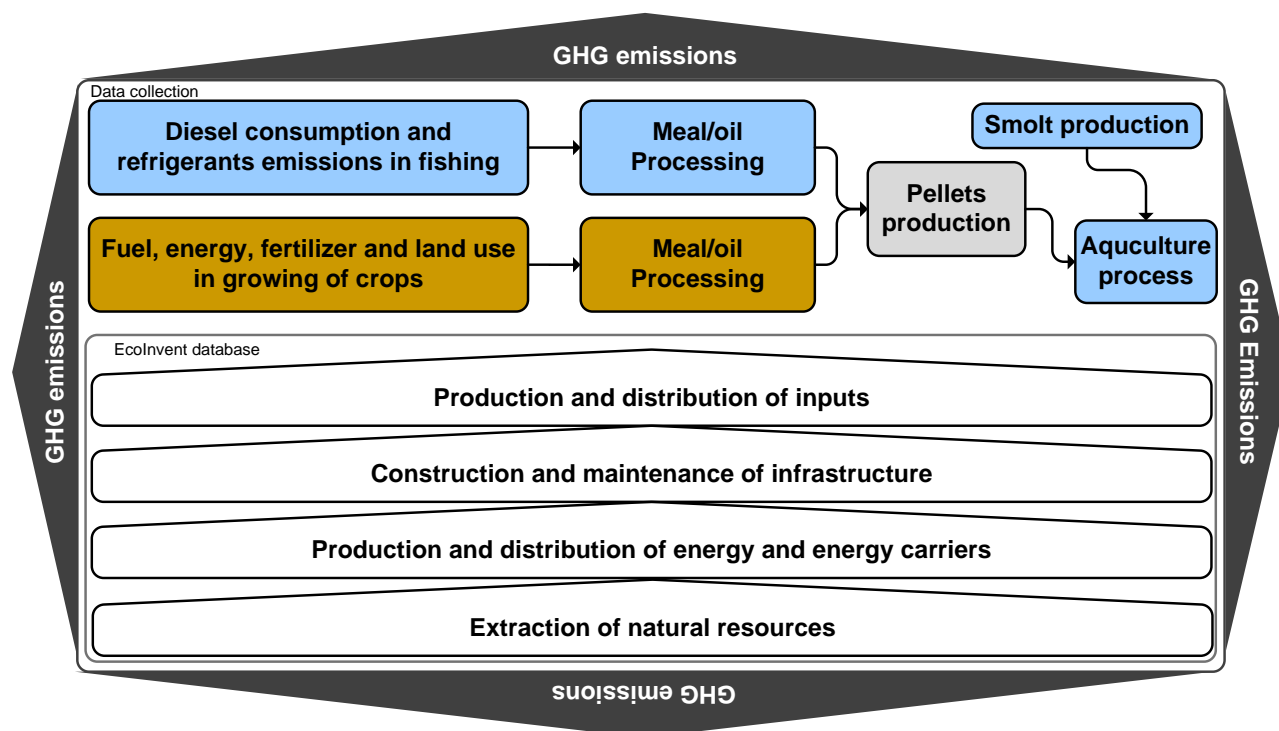 GHG emissions
Data collection
Diesel consumption and
refrigerants emissions in fishing
Meal/oil
Processing
Smolt production
Pellets
production
Fuel, energy, fertilizer and land use
in growing of crops
Meal/oil
Processing
Aquculture
process
GHG emissions
GHG Emissions
EcoInvent database
Production and distribution of inputs
Construction and maintenance of infrastructure
Production and distribution of energy and energy carriers
Extraction of natural resources
GHG emissions